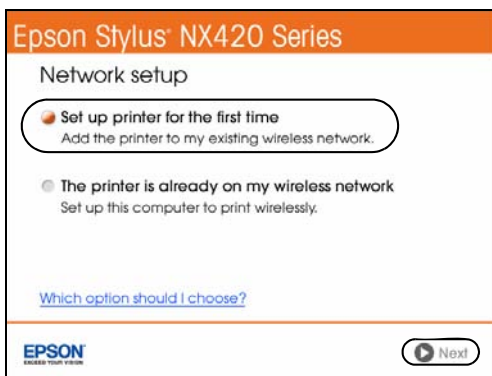 Epson Stylus® NX420 Series
Network setup
Set up printer for the first time
Add the printer to my existing wireless network.
The printer is already on my wireless network
Set up this computer to print wirelessly.
Which option should I choose?
EPSON
EXCEED YOUR VISION
Next